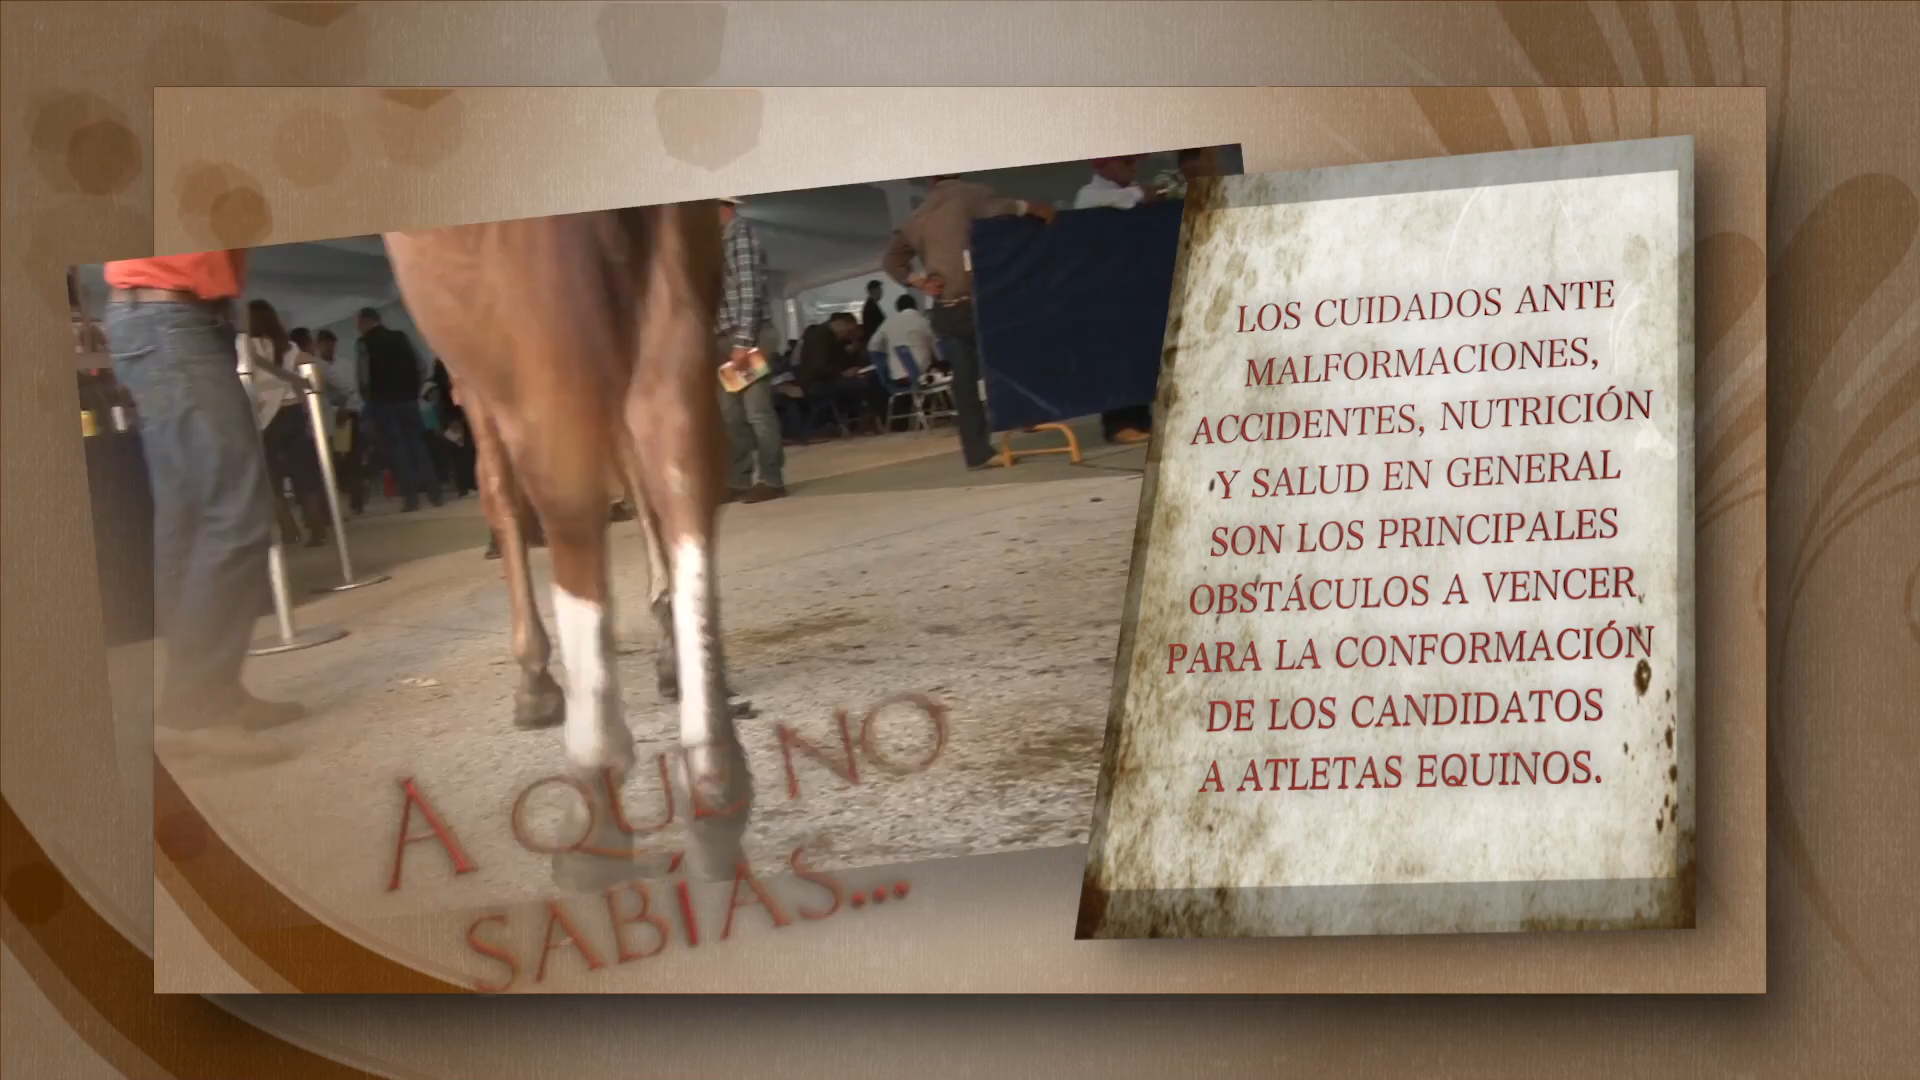 A QUE NO
SABÍAS...
LOS CUIDADOS ANTE
MALFORMACIONES,
ACCIDENTES, NUTRICIÓN
Y SALUD EN GENERAL
SON LOS PRINCIPALES
OBSTÁCULOS A VENCER
PARA LA CONFORMACIÓN
DE LOS CANDIDATOS
A ATLETAS EQUINOS.